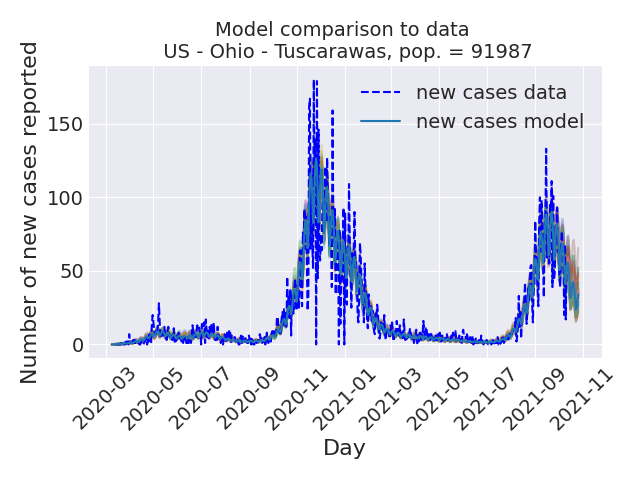 Model comparison to data
US - Ohio - Tuscarawas, pop. = 91987
Number of new cases reported
150
100
50
0
new cases data
new cases model
2020-03
2020-05
2020-07
2020-09
2020-11
2021-01
2021-03
2021-05
2021-07
2021-09
2021-11
Day